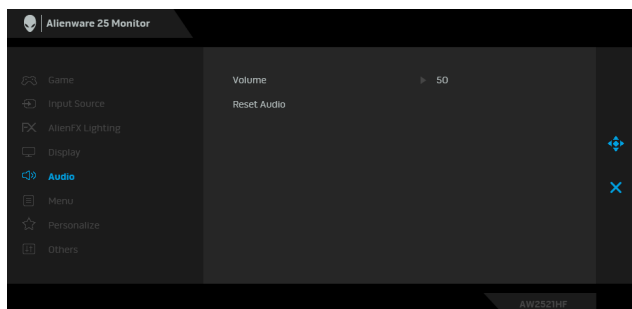 Alienware 25 Monitor
Game
Input Source
AlienFX Lighting
Display
Audio
Menu
Personalize
Others
Volume 50
Reset Audio
AW2521HF